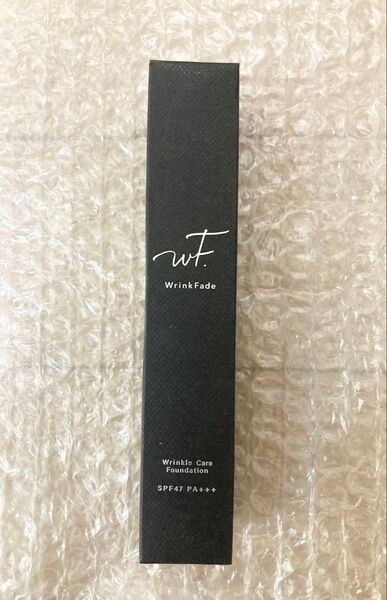 WF.
WrinkFade
Wrinkle Care
Foundation
SPF47 PA+++